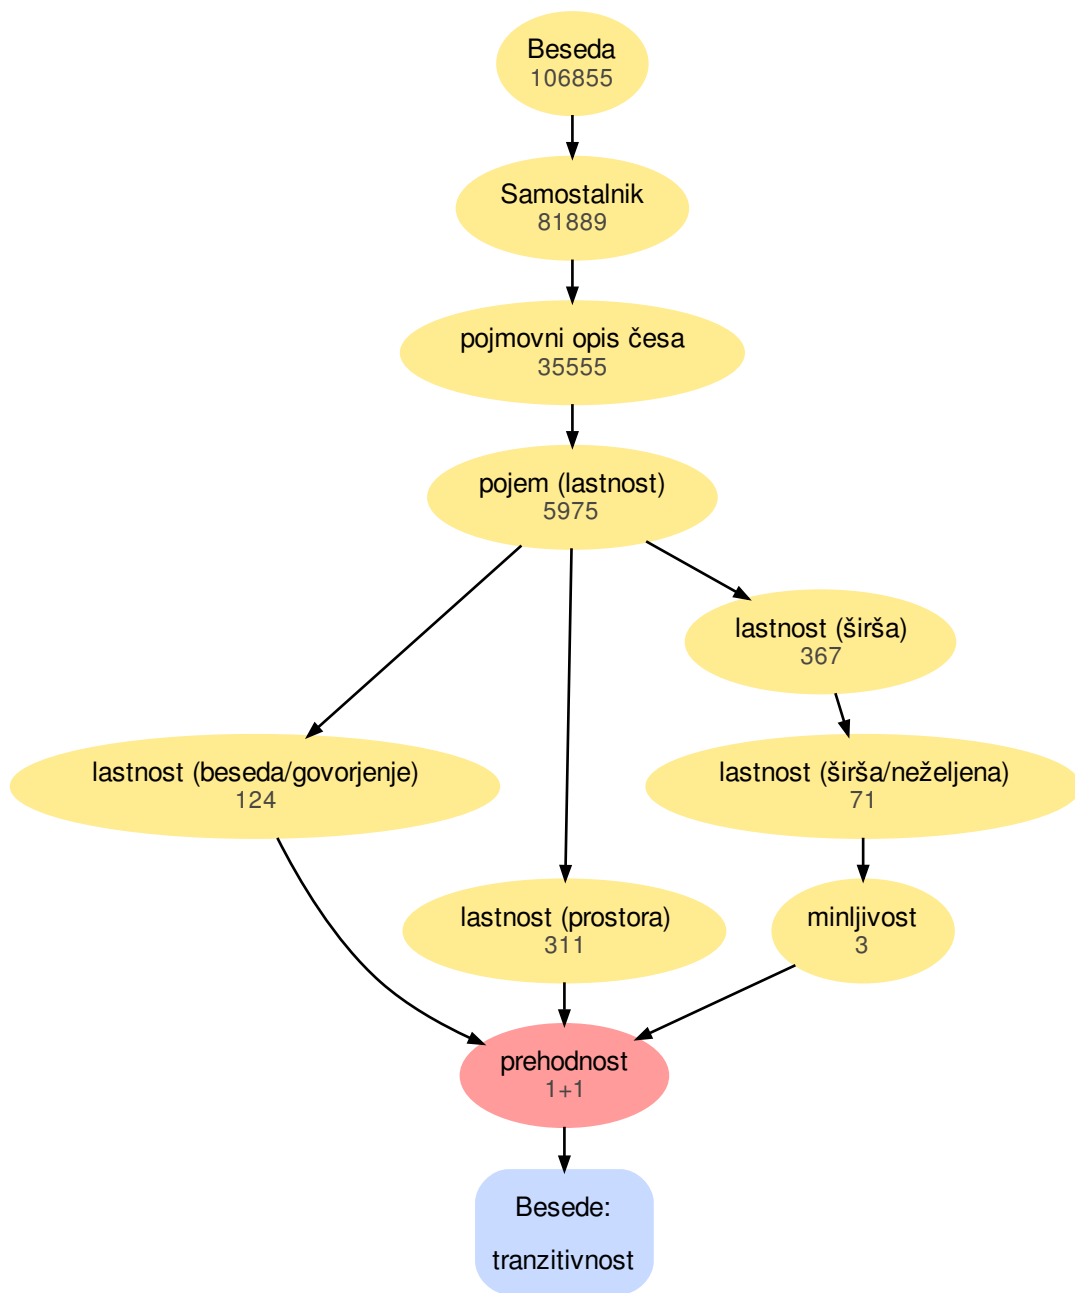 Beseda
106855
Samostalnik
81889
pojmovni opis česa
35555
pojem (lastnost)
5975
lastnost (širša)
367
lastnost (beseda/govorjenje)
124
lastnost (širša/neželjena)
71
lastnost (prostora)
311
minljivost
3
prehodnost
1+1
Besede:
tranzitivnost